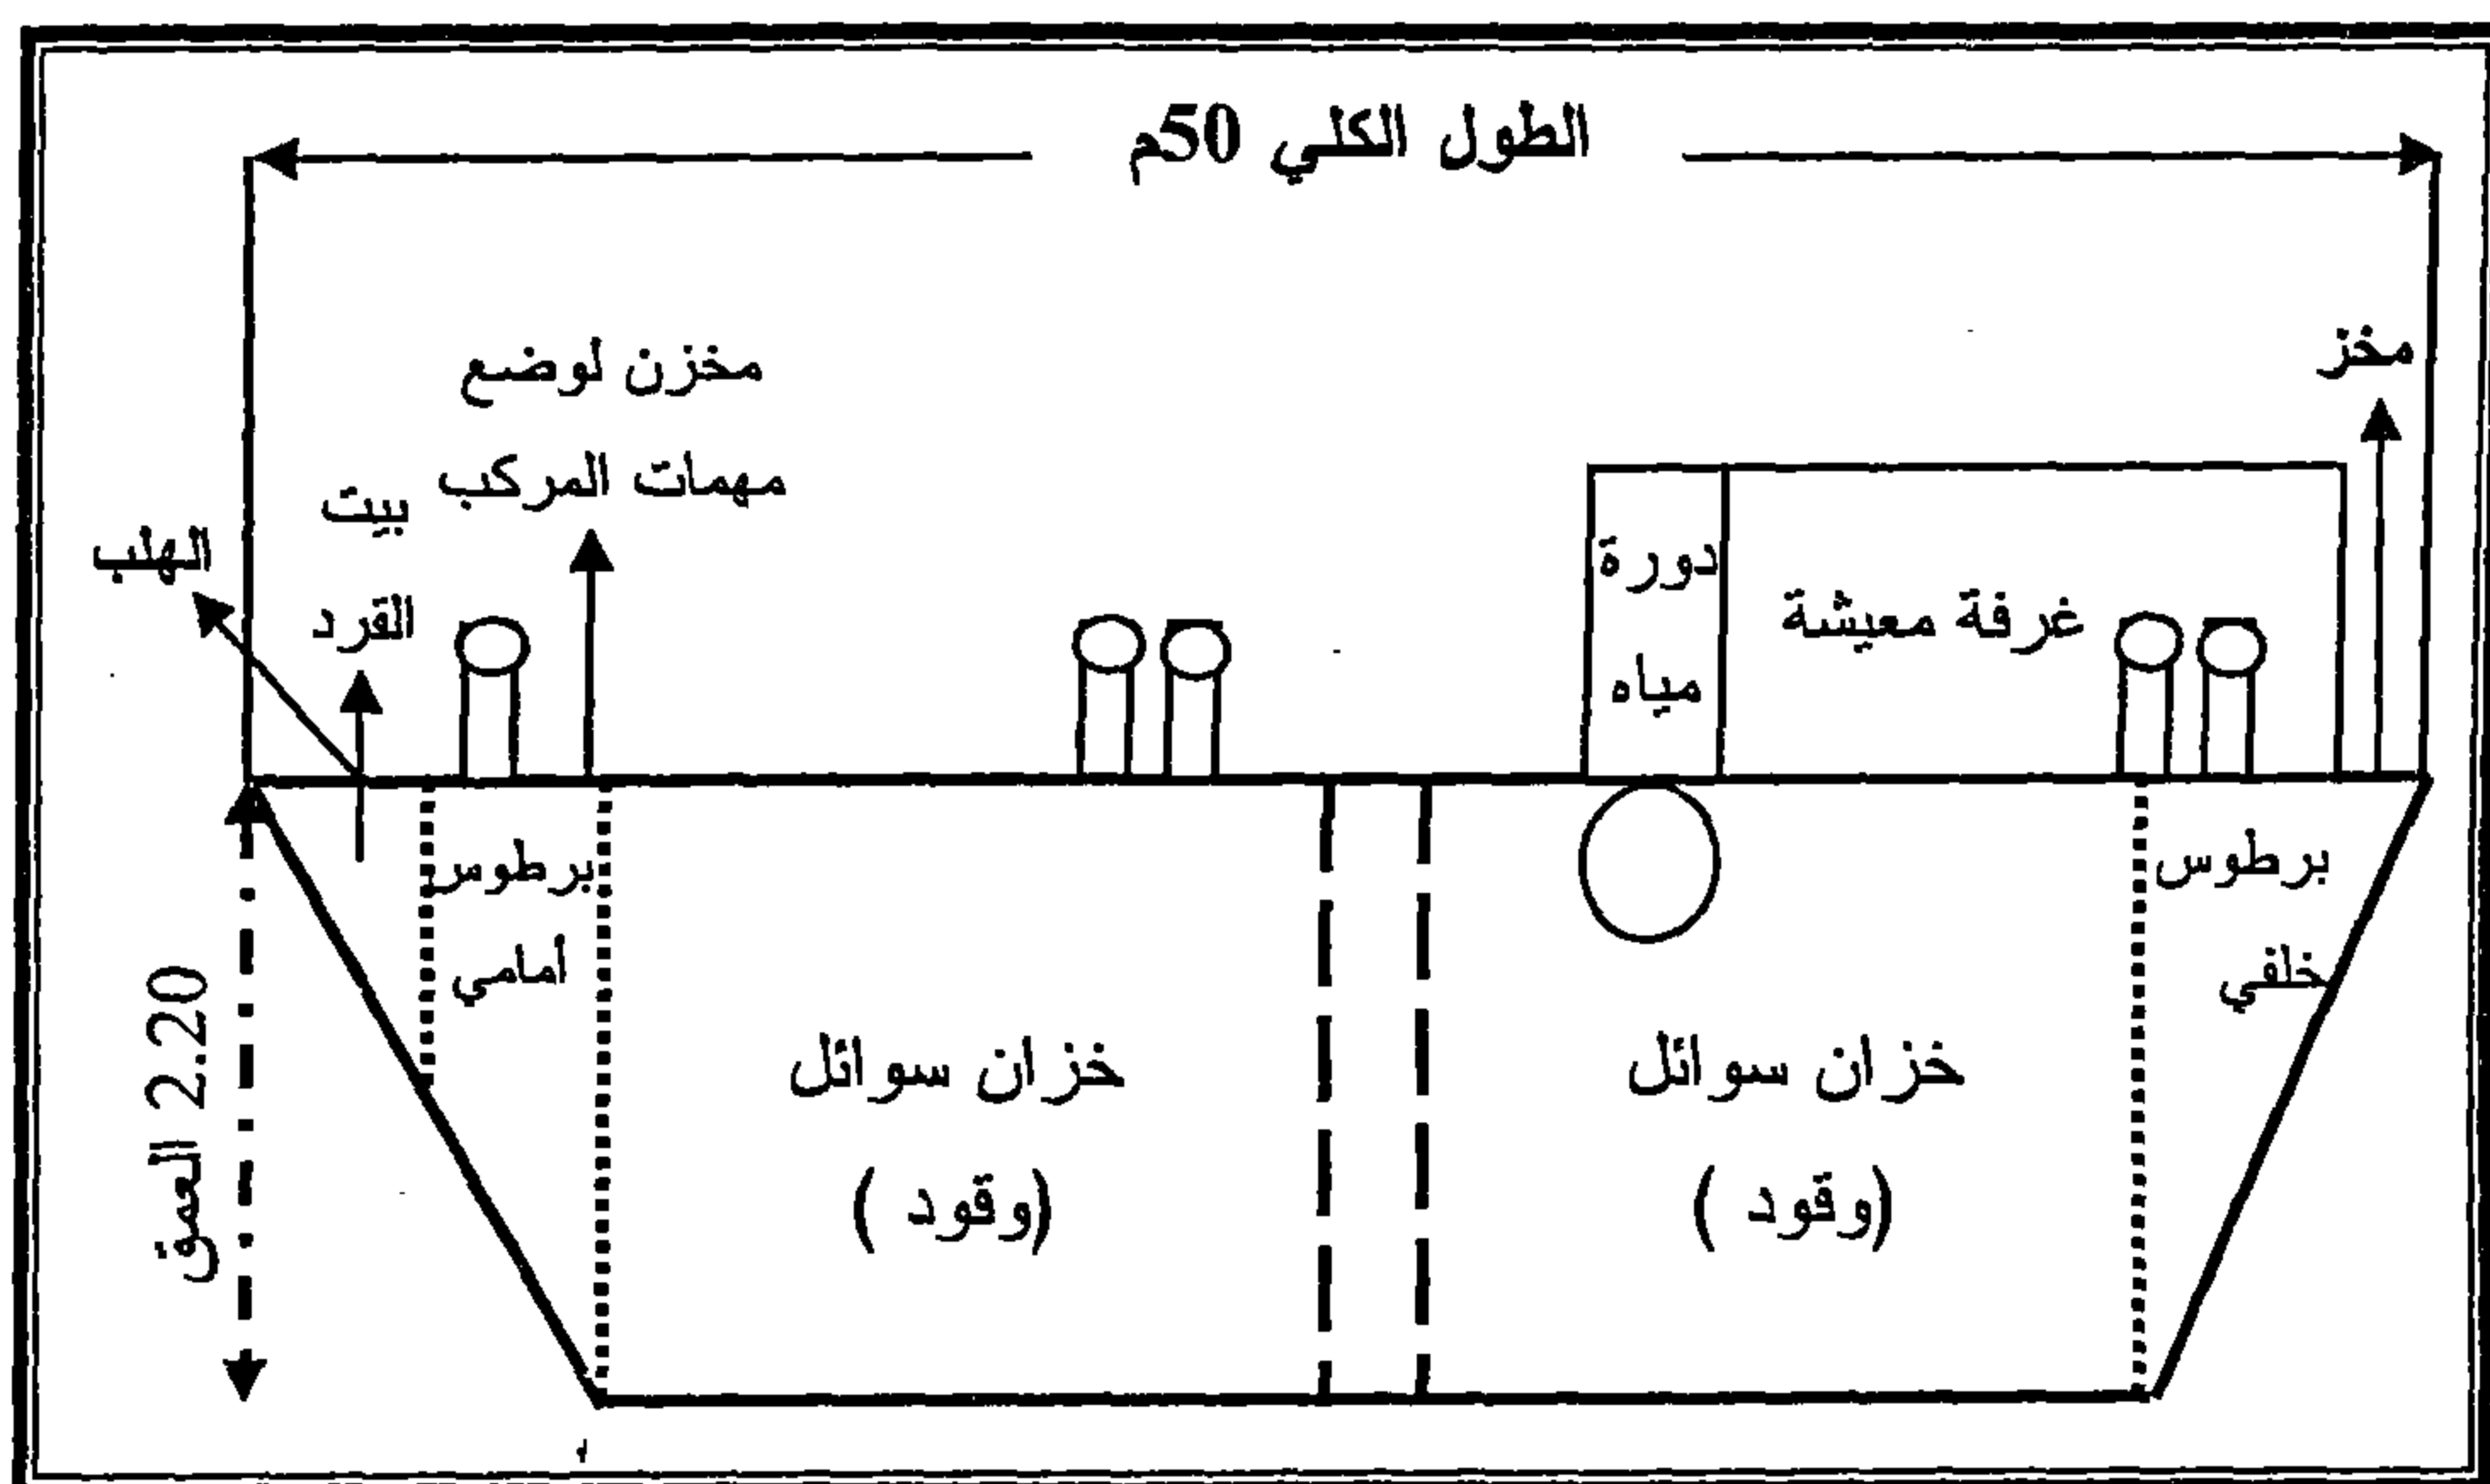 الطول الكلي 50م
مخز
مخزن لوضع
مهمات المركب
بيت
القرد
الهلب
دورة
مياه
غرفة معيشة
برطوس
خلفي
برطوس
أمامي
خزان سوائل
(وقود )
خزان سوائل
(وقود )
العمق 2.20